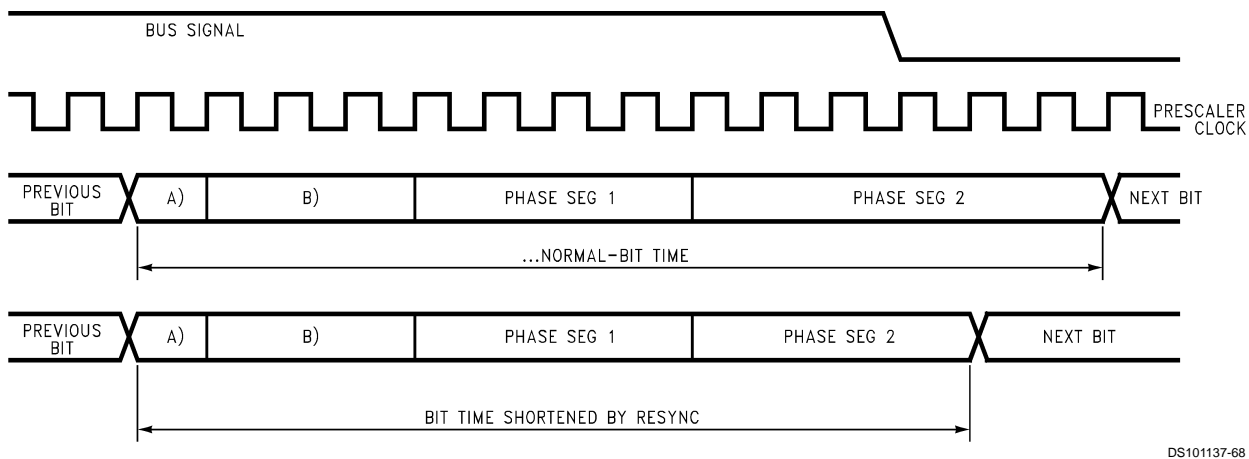 BUS SIGNAL
PRESCALER
CLOCK
PREVIOUS
BIT
A)
B)
PHASE SEG 1
PHASE SEG 2
NEXT BIT
...NORMAL-BIT TIME
PREVIOUS
BIT
A)
B)
PHASE SEG 1
PHASE SEG 2
NEXT BIT
BIT TIME SHORTENED BY RESYNC
DS101137-68